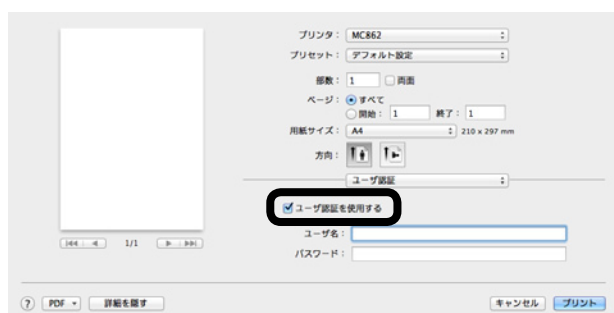 プリンタ： MC862
プリセット： デフォルト設定
部数： 1 両面
ページ： すべて
開始： 1 終了： 1
用紙サイズ： A4 210 x 297 mm
方向：
ユーザ認証
ユーザ認証を使用する
ユーザ名：
パスワード：
1/1
? PDF 詳細を隠す キャンセル プリント